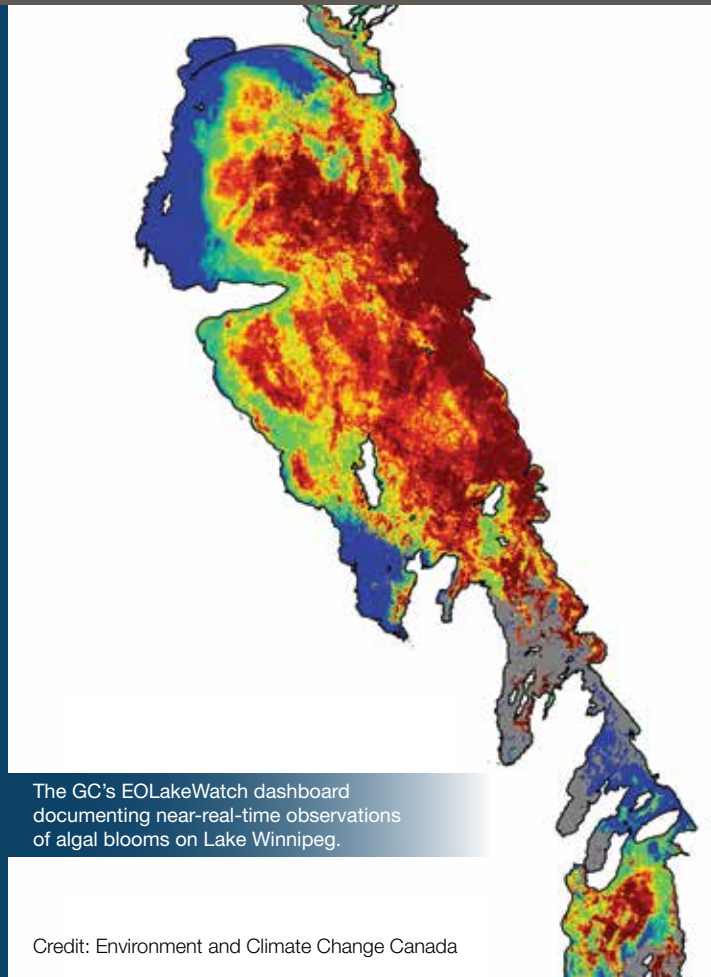 The GC's EOLakeWatch dashboard
documenting near-real-time observations
of algal blooms on Lake Winnipeg.
Credit: Environment and Climate Change Canada